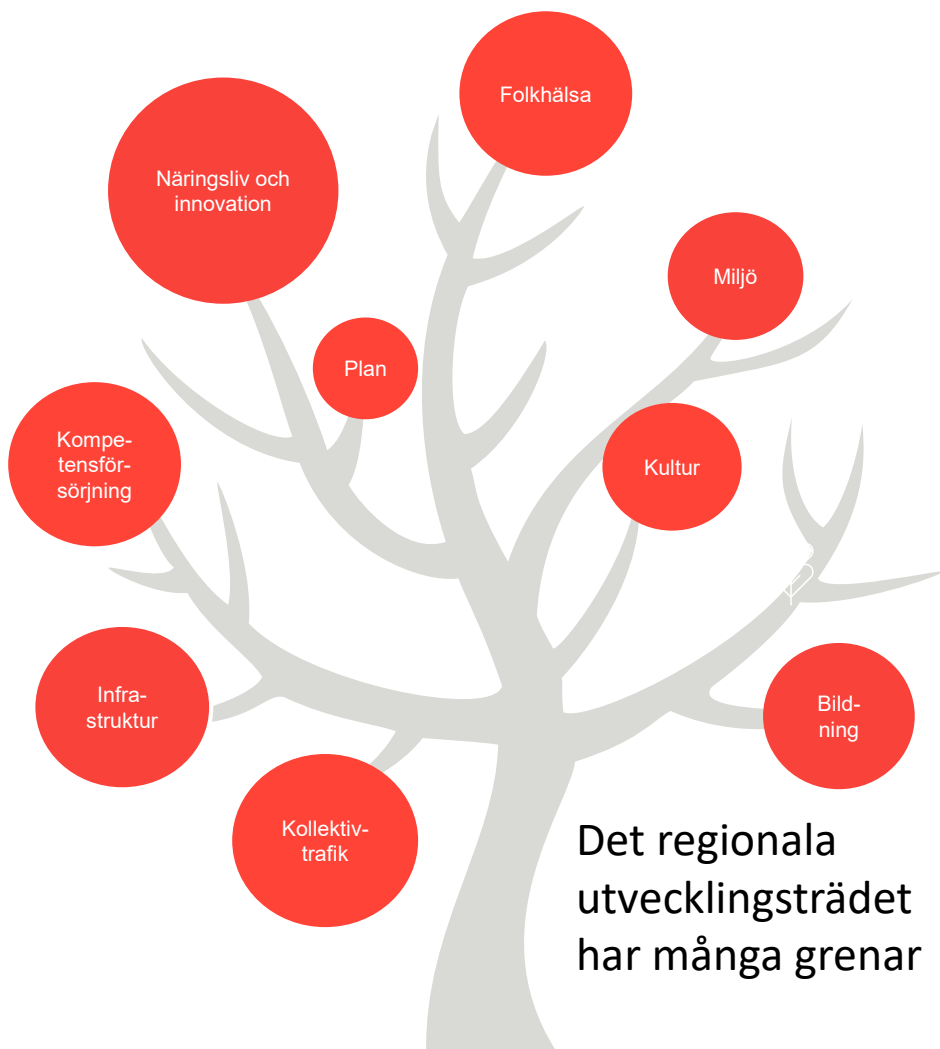 Folkhälsa
Näringsliv och
innovation
Miljö
Plan
Kompe-
tensför-
sörjning
Kultur
Infra-
struktur
Bild-
ning
Kollektiv-
trafik
Det regionala
utvecklingsträdet
har många grenar